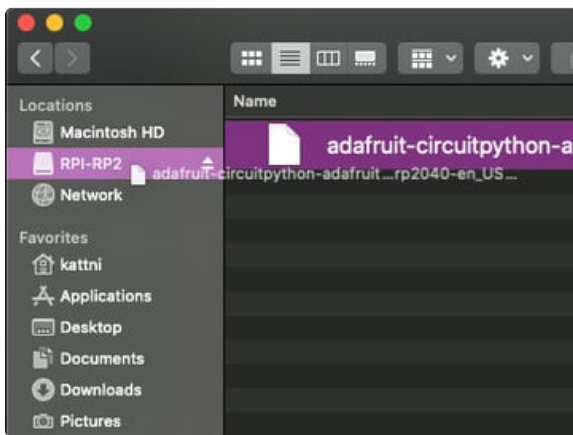 Locations
Name
Macintosh HD
adafruit-circuitpython-a
RPI-RP2
adafruit-circuitpython-adafruit...rp2040-en_US...
Network
Favorites
kattni
Applications
Desktop
Documents
Downloads
Pictures